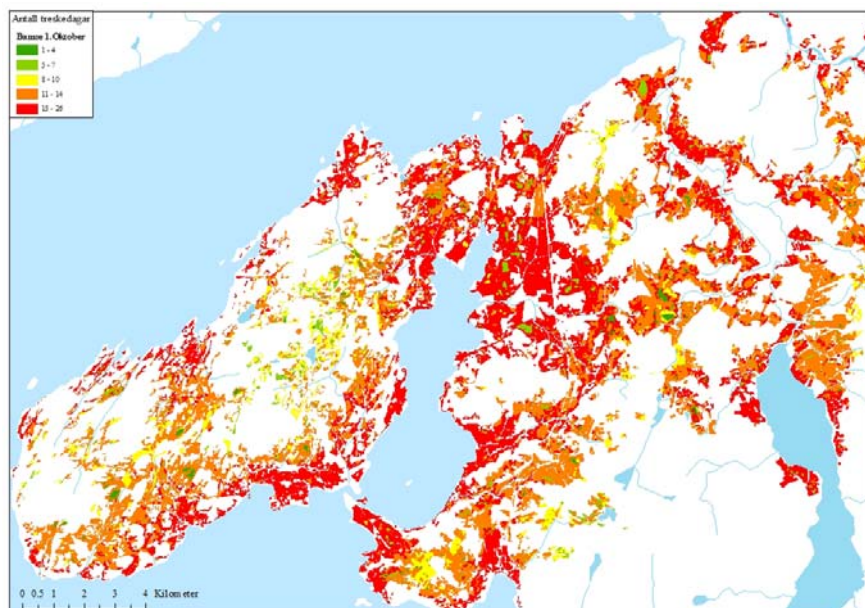 Antall treskedagar
Bamse 1. Oktober
1 - 4
5 - 7
8 - 10
11 - 14
15 - 26
0 0.5 1 2 3 4 Kilometer